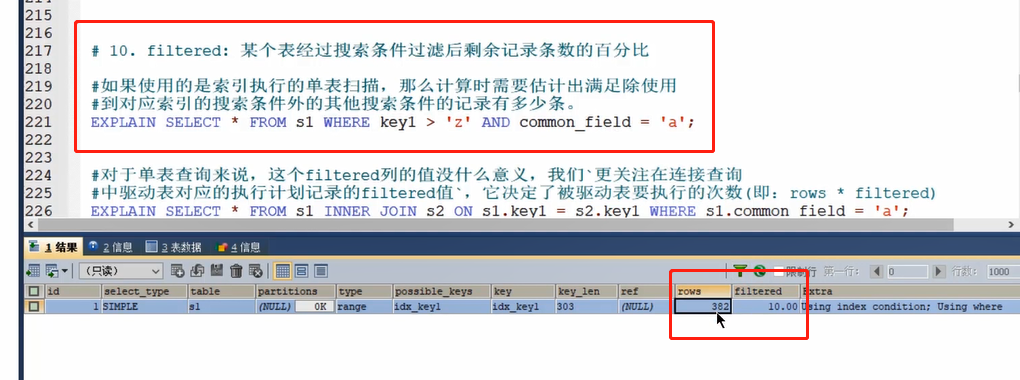 215
216
217 # 10. filtered: 某个表经过搜索条件过滤后剩余记录条数的百分比
218
219 #如果使用的是索引执行的单表扫描，那么计算时需要估计出满足除使用
220 #到对应索引的搜索条件外的其他搜索条件的记录有多少条。
221 EXPLAIN SELECT * FROM s1 WHERE key1 > 'z' AND common_field = 'a';
222
223
224 #对于单表查询来说，这个filtered列的值没什么意义，我们`更关注在连接查询
225 #中驱动表对应的执行计划记录的filtered值`，它决定了被驱动表要执行的次数(即：rows * filtered)
226 EXPLAIN SELECT * FROM s1 INNER JOIN s2 ON s1.key1 = s2.key1 WHERE s1.common_field = 'a';
1 结果 2 信息 3 表数据 4 信息
(只读) 限制行 第一行: 0 行数: 1000
id select_type table partitions type possible_keys key key_len ref rows filtered Extra
1 SIMPLE s1 (NULL) 0K range idx_key1 idx_key1 303 (NULL) 382 10.00 Using index condition; Using where